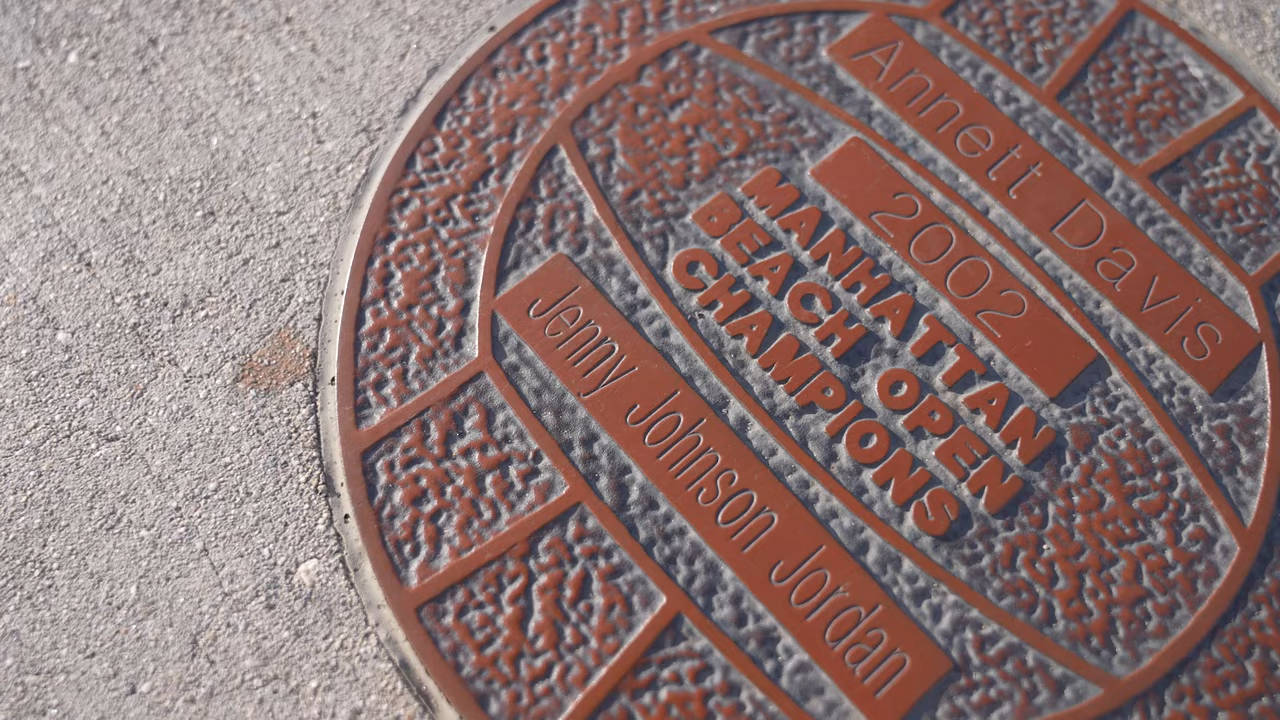 Annett Davis
2002
MANHATTAN
BEACH OPEN
CHAMPIONS
Jenny Johnson Jordan